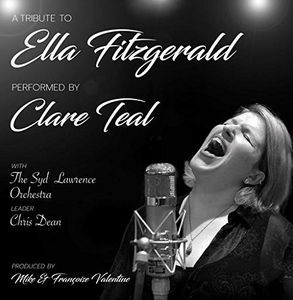 A TRIBUTE TO
Ella Fitzgerald
PERFORMED BY
Clare Teal
WITH
The Syd Lawrence
Orchestra
LEADER
Chris Dean
PRODUCED BY
Mike & Françoise Valentine